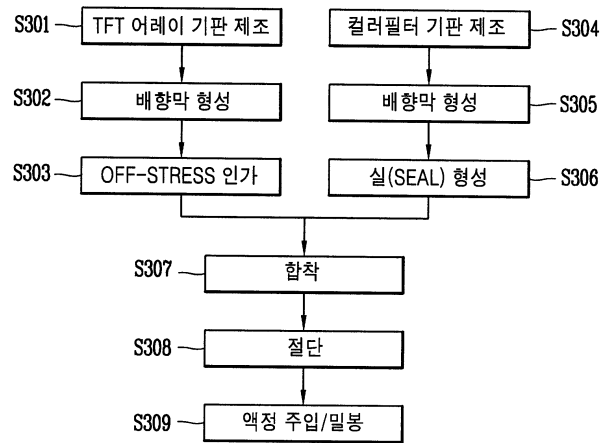 S301 TFT 어레이 기판 제조
컬러필터 기판 제조 S304
S302 배향막 형성
배향막 형성 S305
S303 OFF-STRESS 인가
실(SEAL) 형성 S306
S307 합착
S308 절단
S309 액정 주입/밀봉